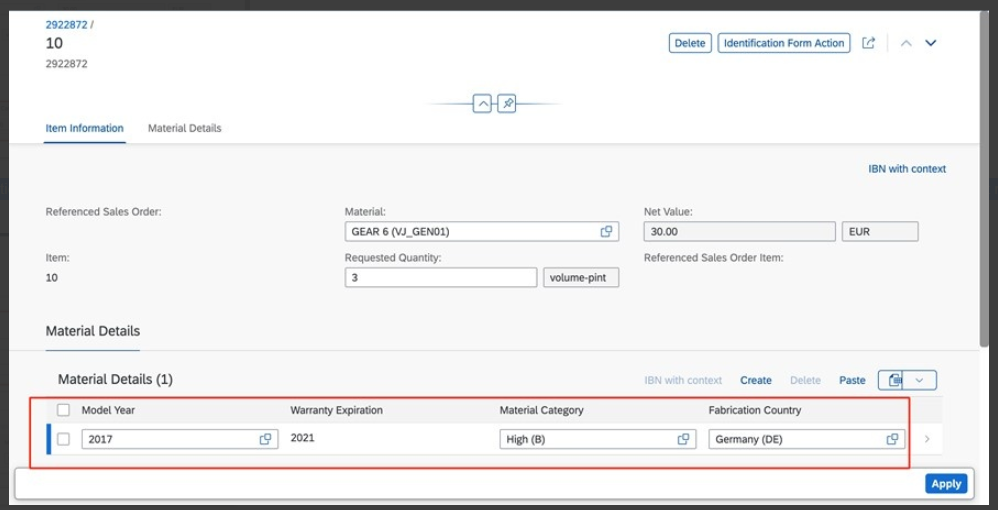 2922872 /
10
2922872
Delete Identification Form Action
Item Information Material Details
IBN with context
Referenced Sales Order: Material: Net Value:
GEAR 6 (VJ_GEN01) 30.00 EUR
Item: Requested Quantity: Referenced Sales Order Item:
10 3 volume-pint
Material Details
Material Details (1) IBN with context Create Delete Paste
Model Year Warranty Expiration Material Category Fabrication Country
2017 2021 High (B) Germany (DE)
Apply